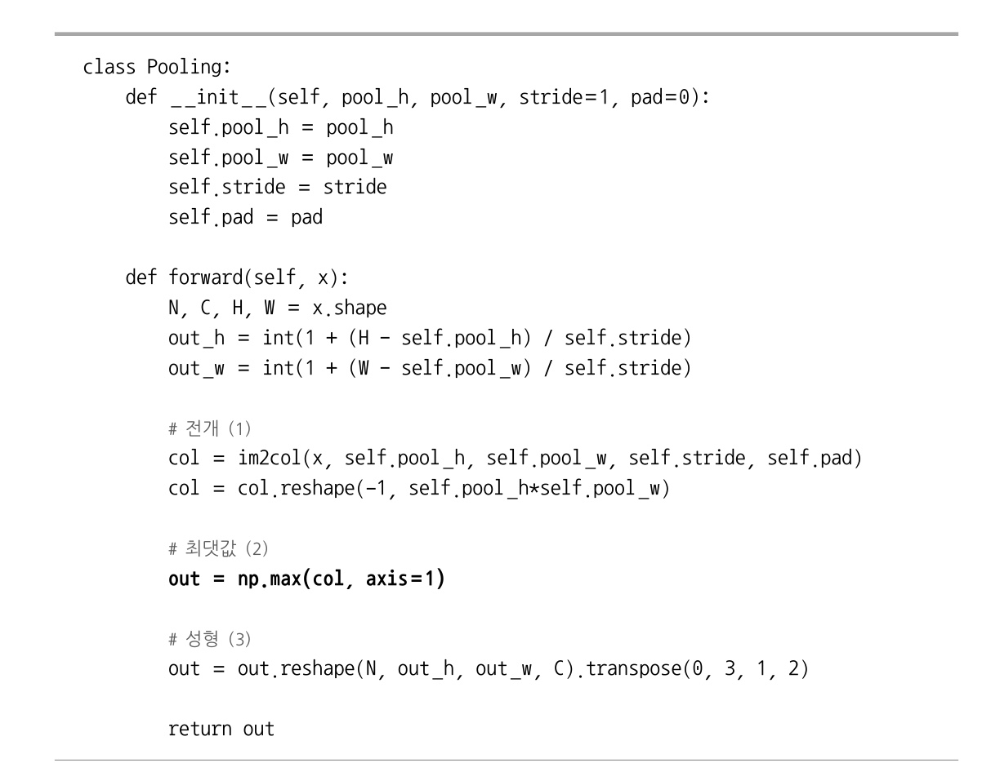 class Pooling:
    def __init__(self, pool_h, pool_w, stride=1, pad=0):
        self.pool_h = pool_h
        self.pool_w = pool_w
        self.stride = stride
        self.pad = pad

    def forward(self, x):
        N, C, H, W = x.shape
        out_h = int(1 + (H - self.pool_h) / self.stride)
        out_w = int(1 + (W - self.pool_w) / self.stride)

        # 전개 (1)
        col = im2col(x, self.pool_h, self.pool_w, self.stride, self.pad)
        col = col.reshape(-1, self.pool_h*self.pool_w)

        # 최댓값 (2)
        out = np.max(col, axis=1)

        # 성형 (3)
        out = out.reshape(N, out_h, out_w, C).transpose(0, 3, 1, 2)

        return out